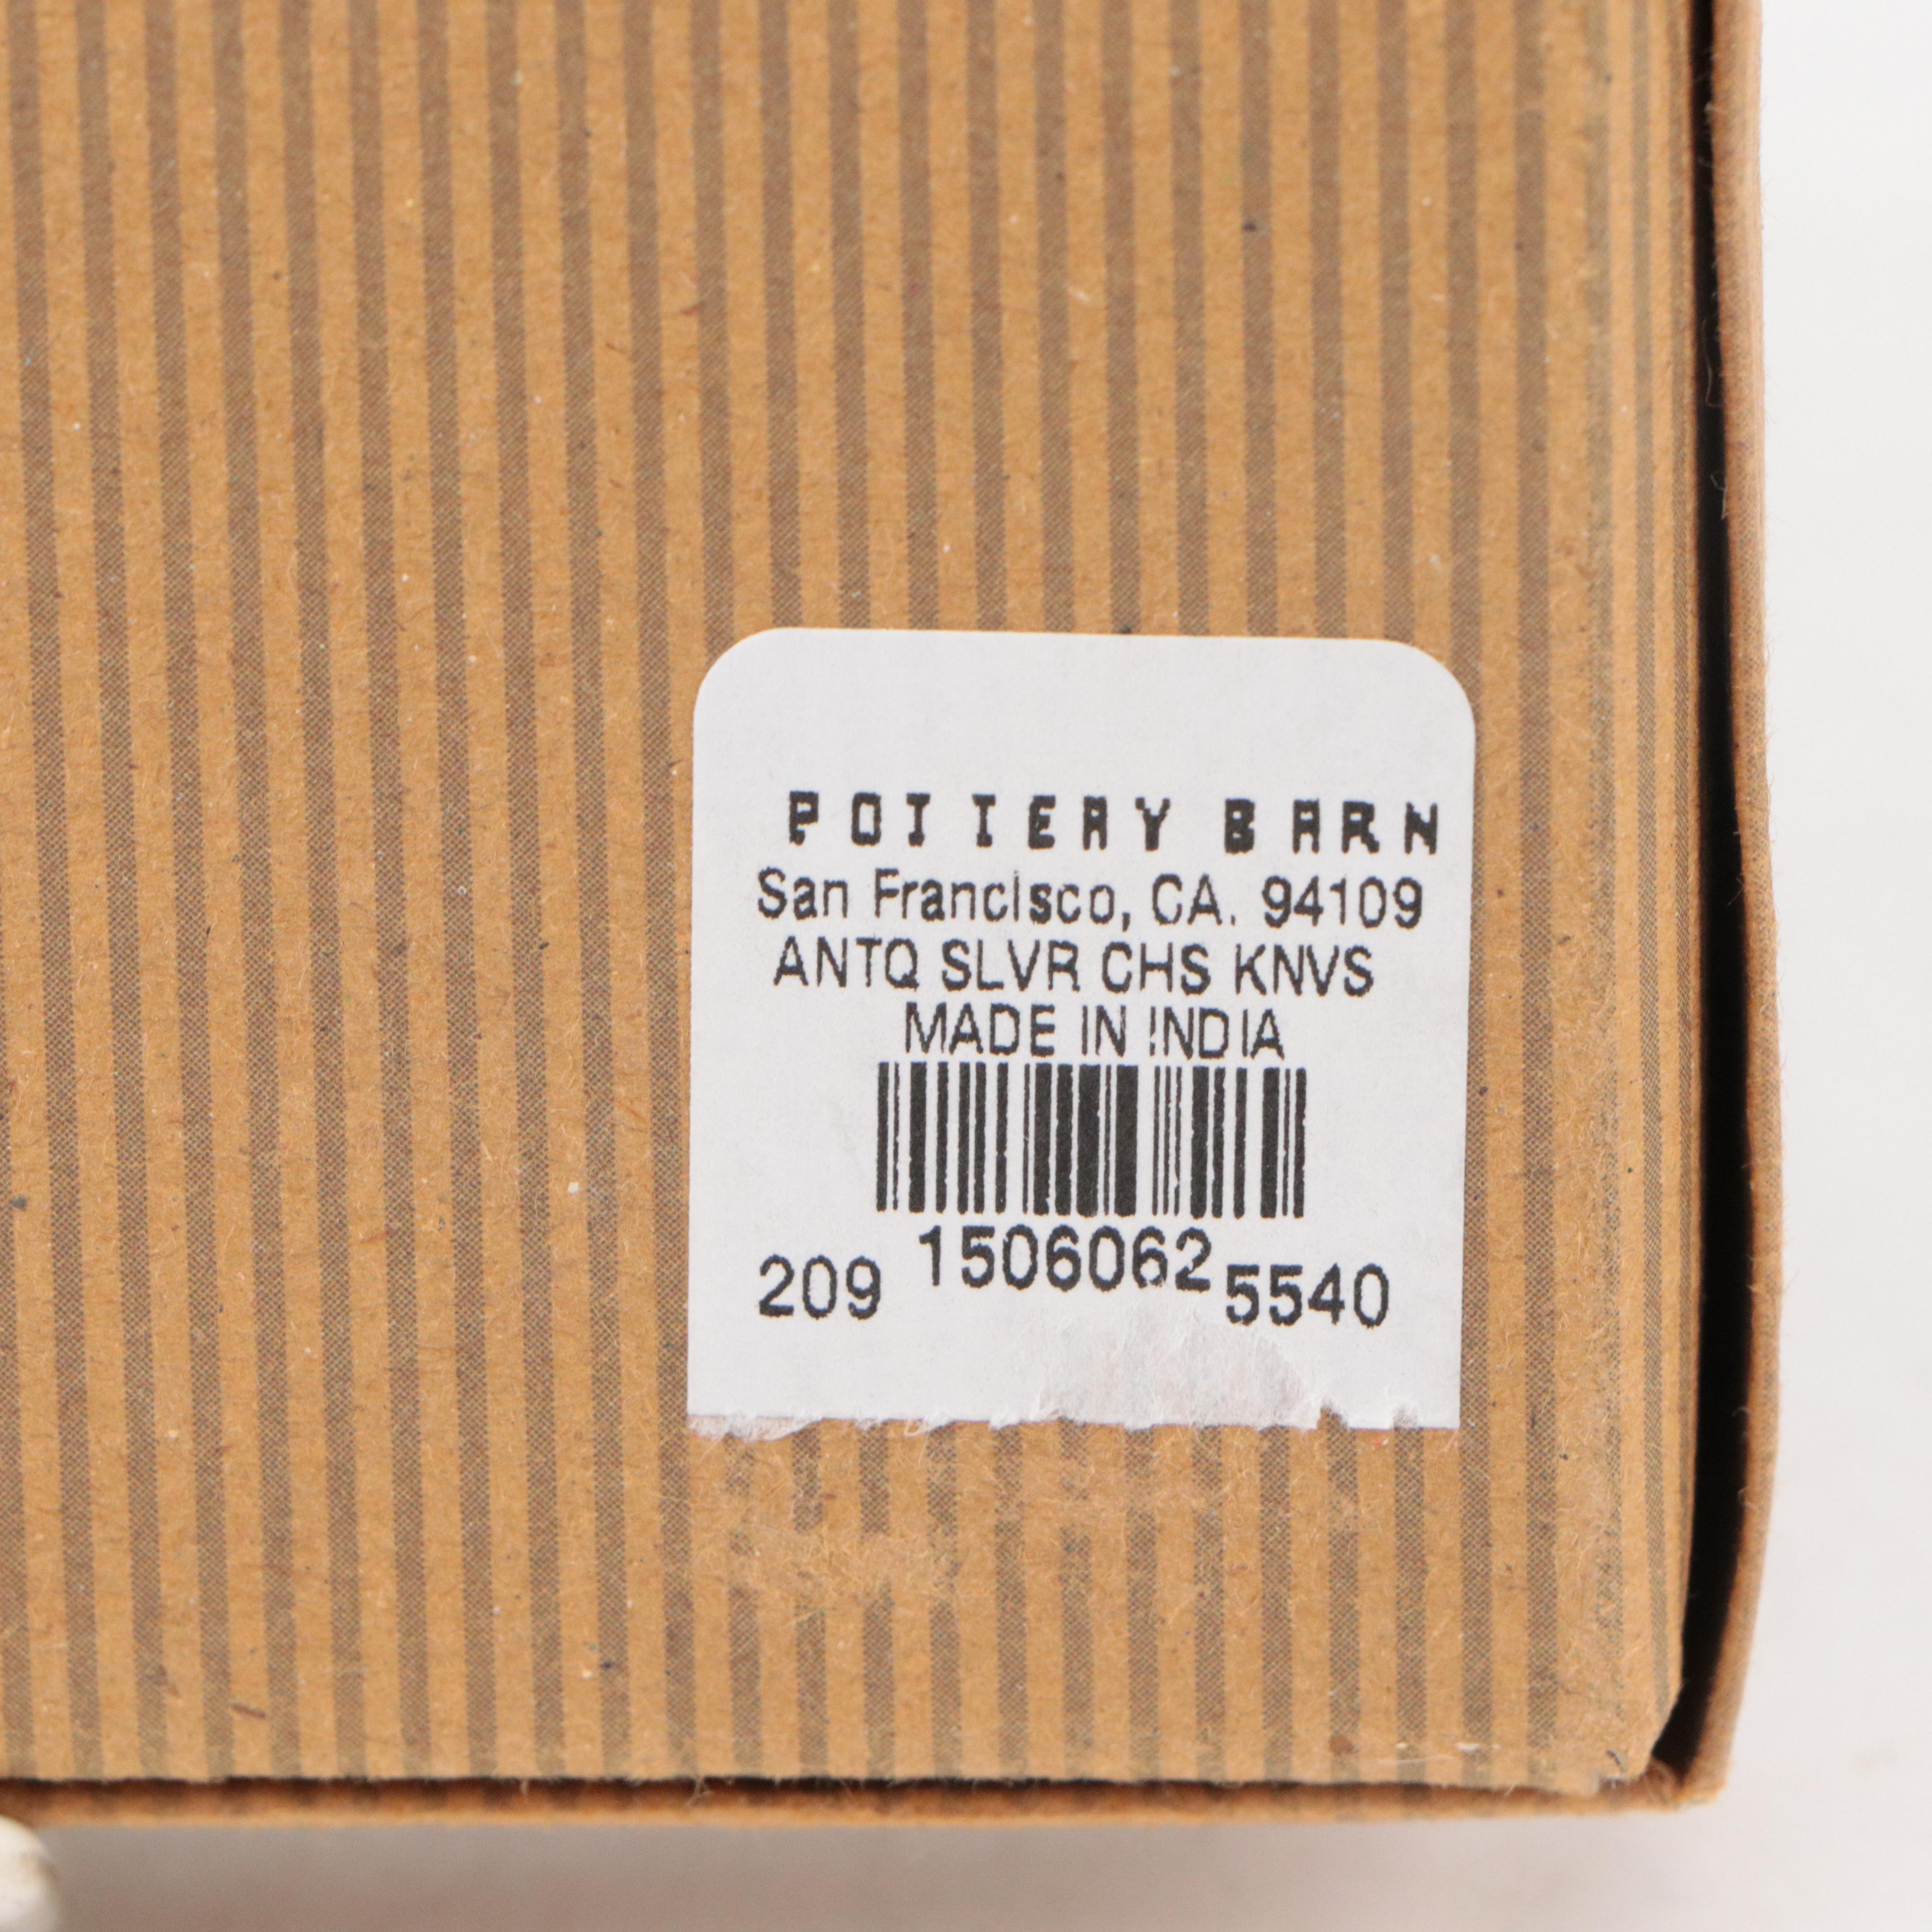 POTTERY BARN
San Francisco, CA. 94109
ANTQ SLVR CHS KNVS
MADE IN INDIA
209 1506062 5540